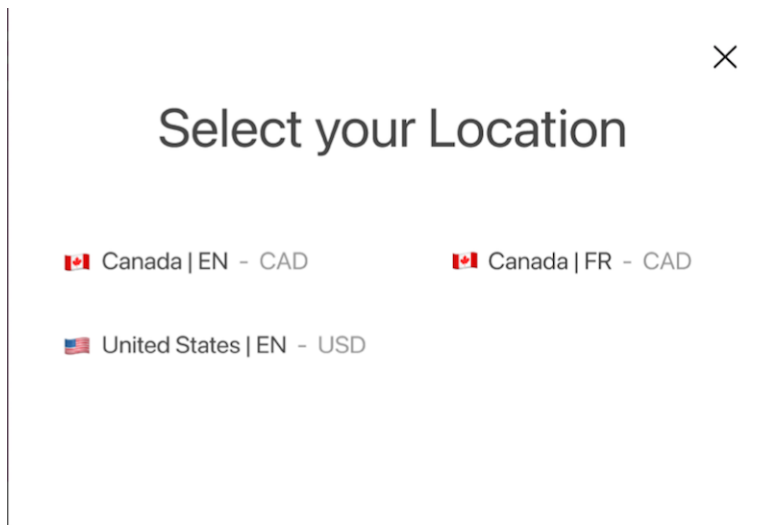 Select your Location
Canada | EN - CAD
Canada | FR - CAD
United States | EN - USD